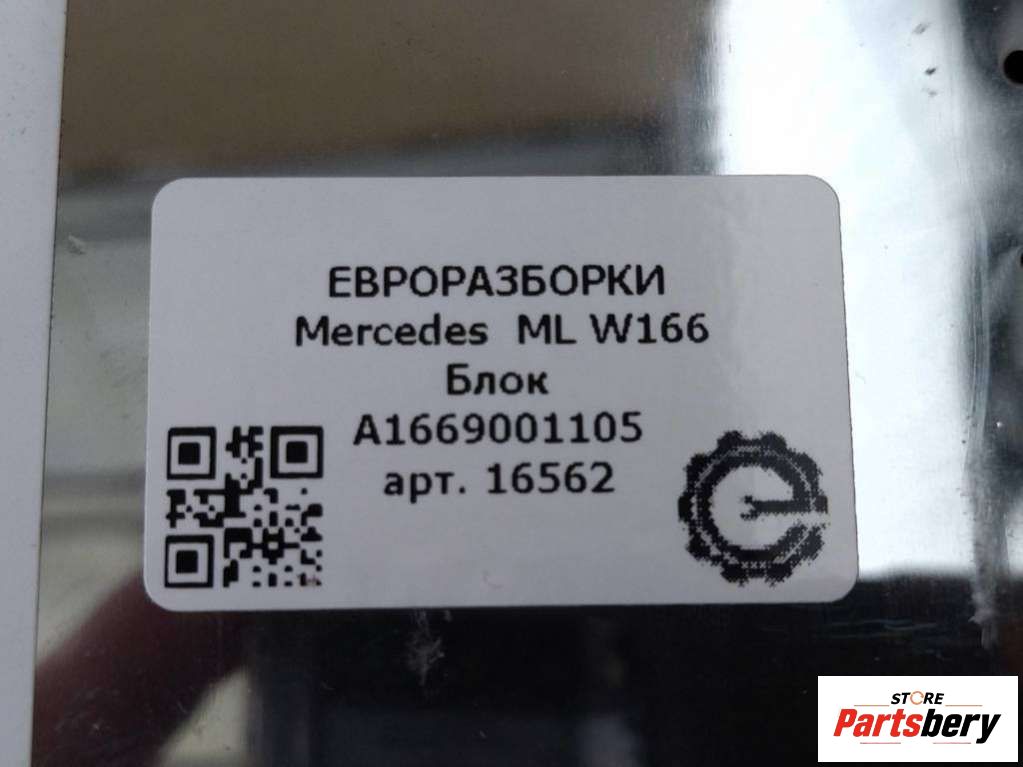 ЕВРОРАЗБОРКИ
Mercedes ML W166
Блок
A1669001105
арт. 16562
STORE
Partsbery